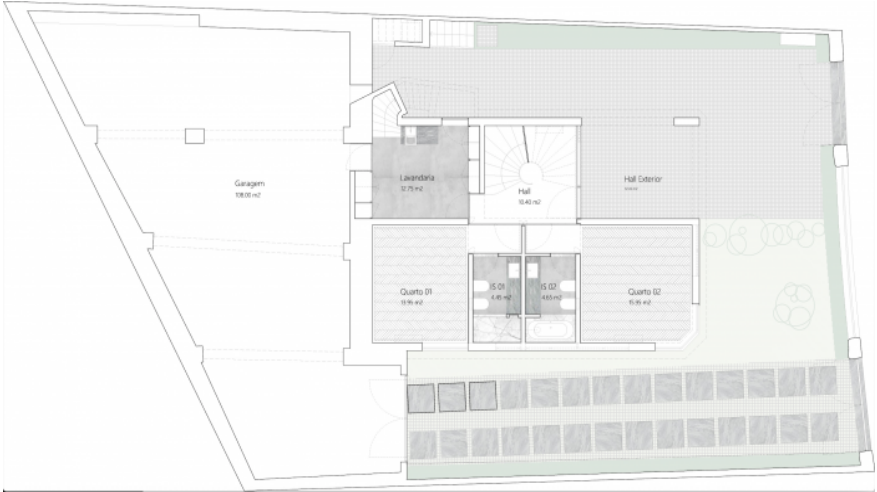 Garagem
108.00 m2
Lavandaria
12.75 m2
Hall
10.40 m2
Hall Exterior
Quarto 01
13.95 m2
IS 01
4.45 m2
IS 02
4.65 m2
Quarto 02
15.95 m2